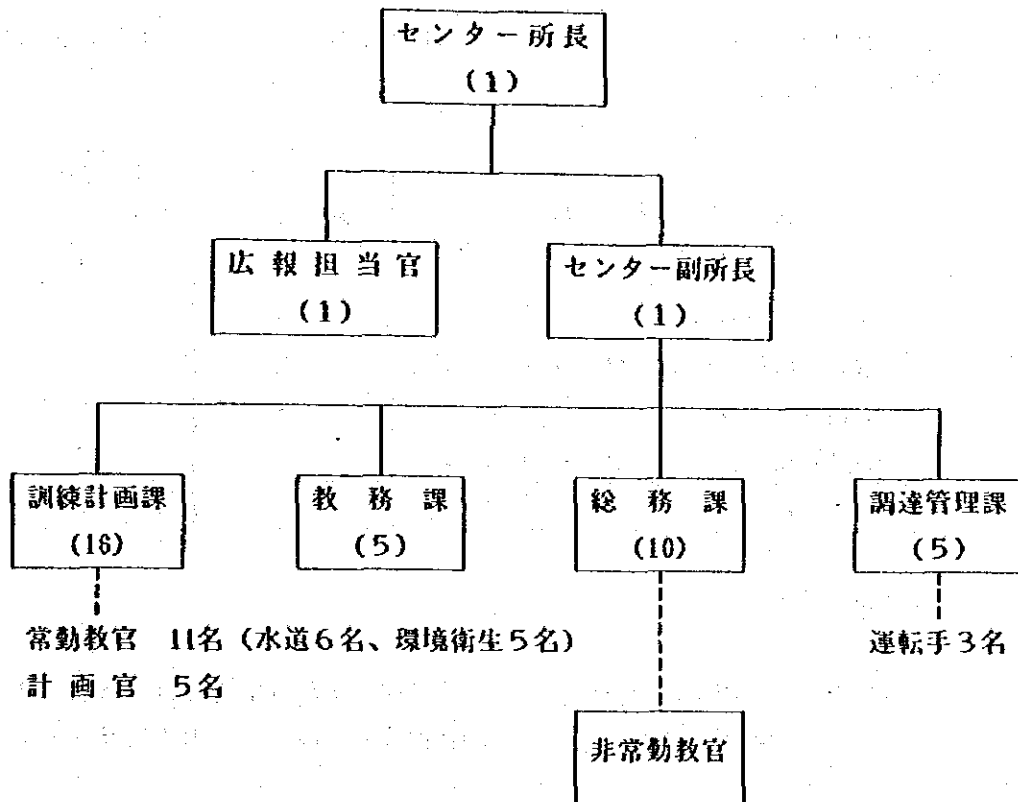 センター所長
(1)
広報担当官
(1)
センター副所長
(1)
訓練計画課
(16)
教務課
(5)
総務課
(10)
調達管理課
(5)
常勤教官 11名(水道6名、環境衛生5名)
計画官 5名
運転手3名
非常勤教官